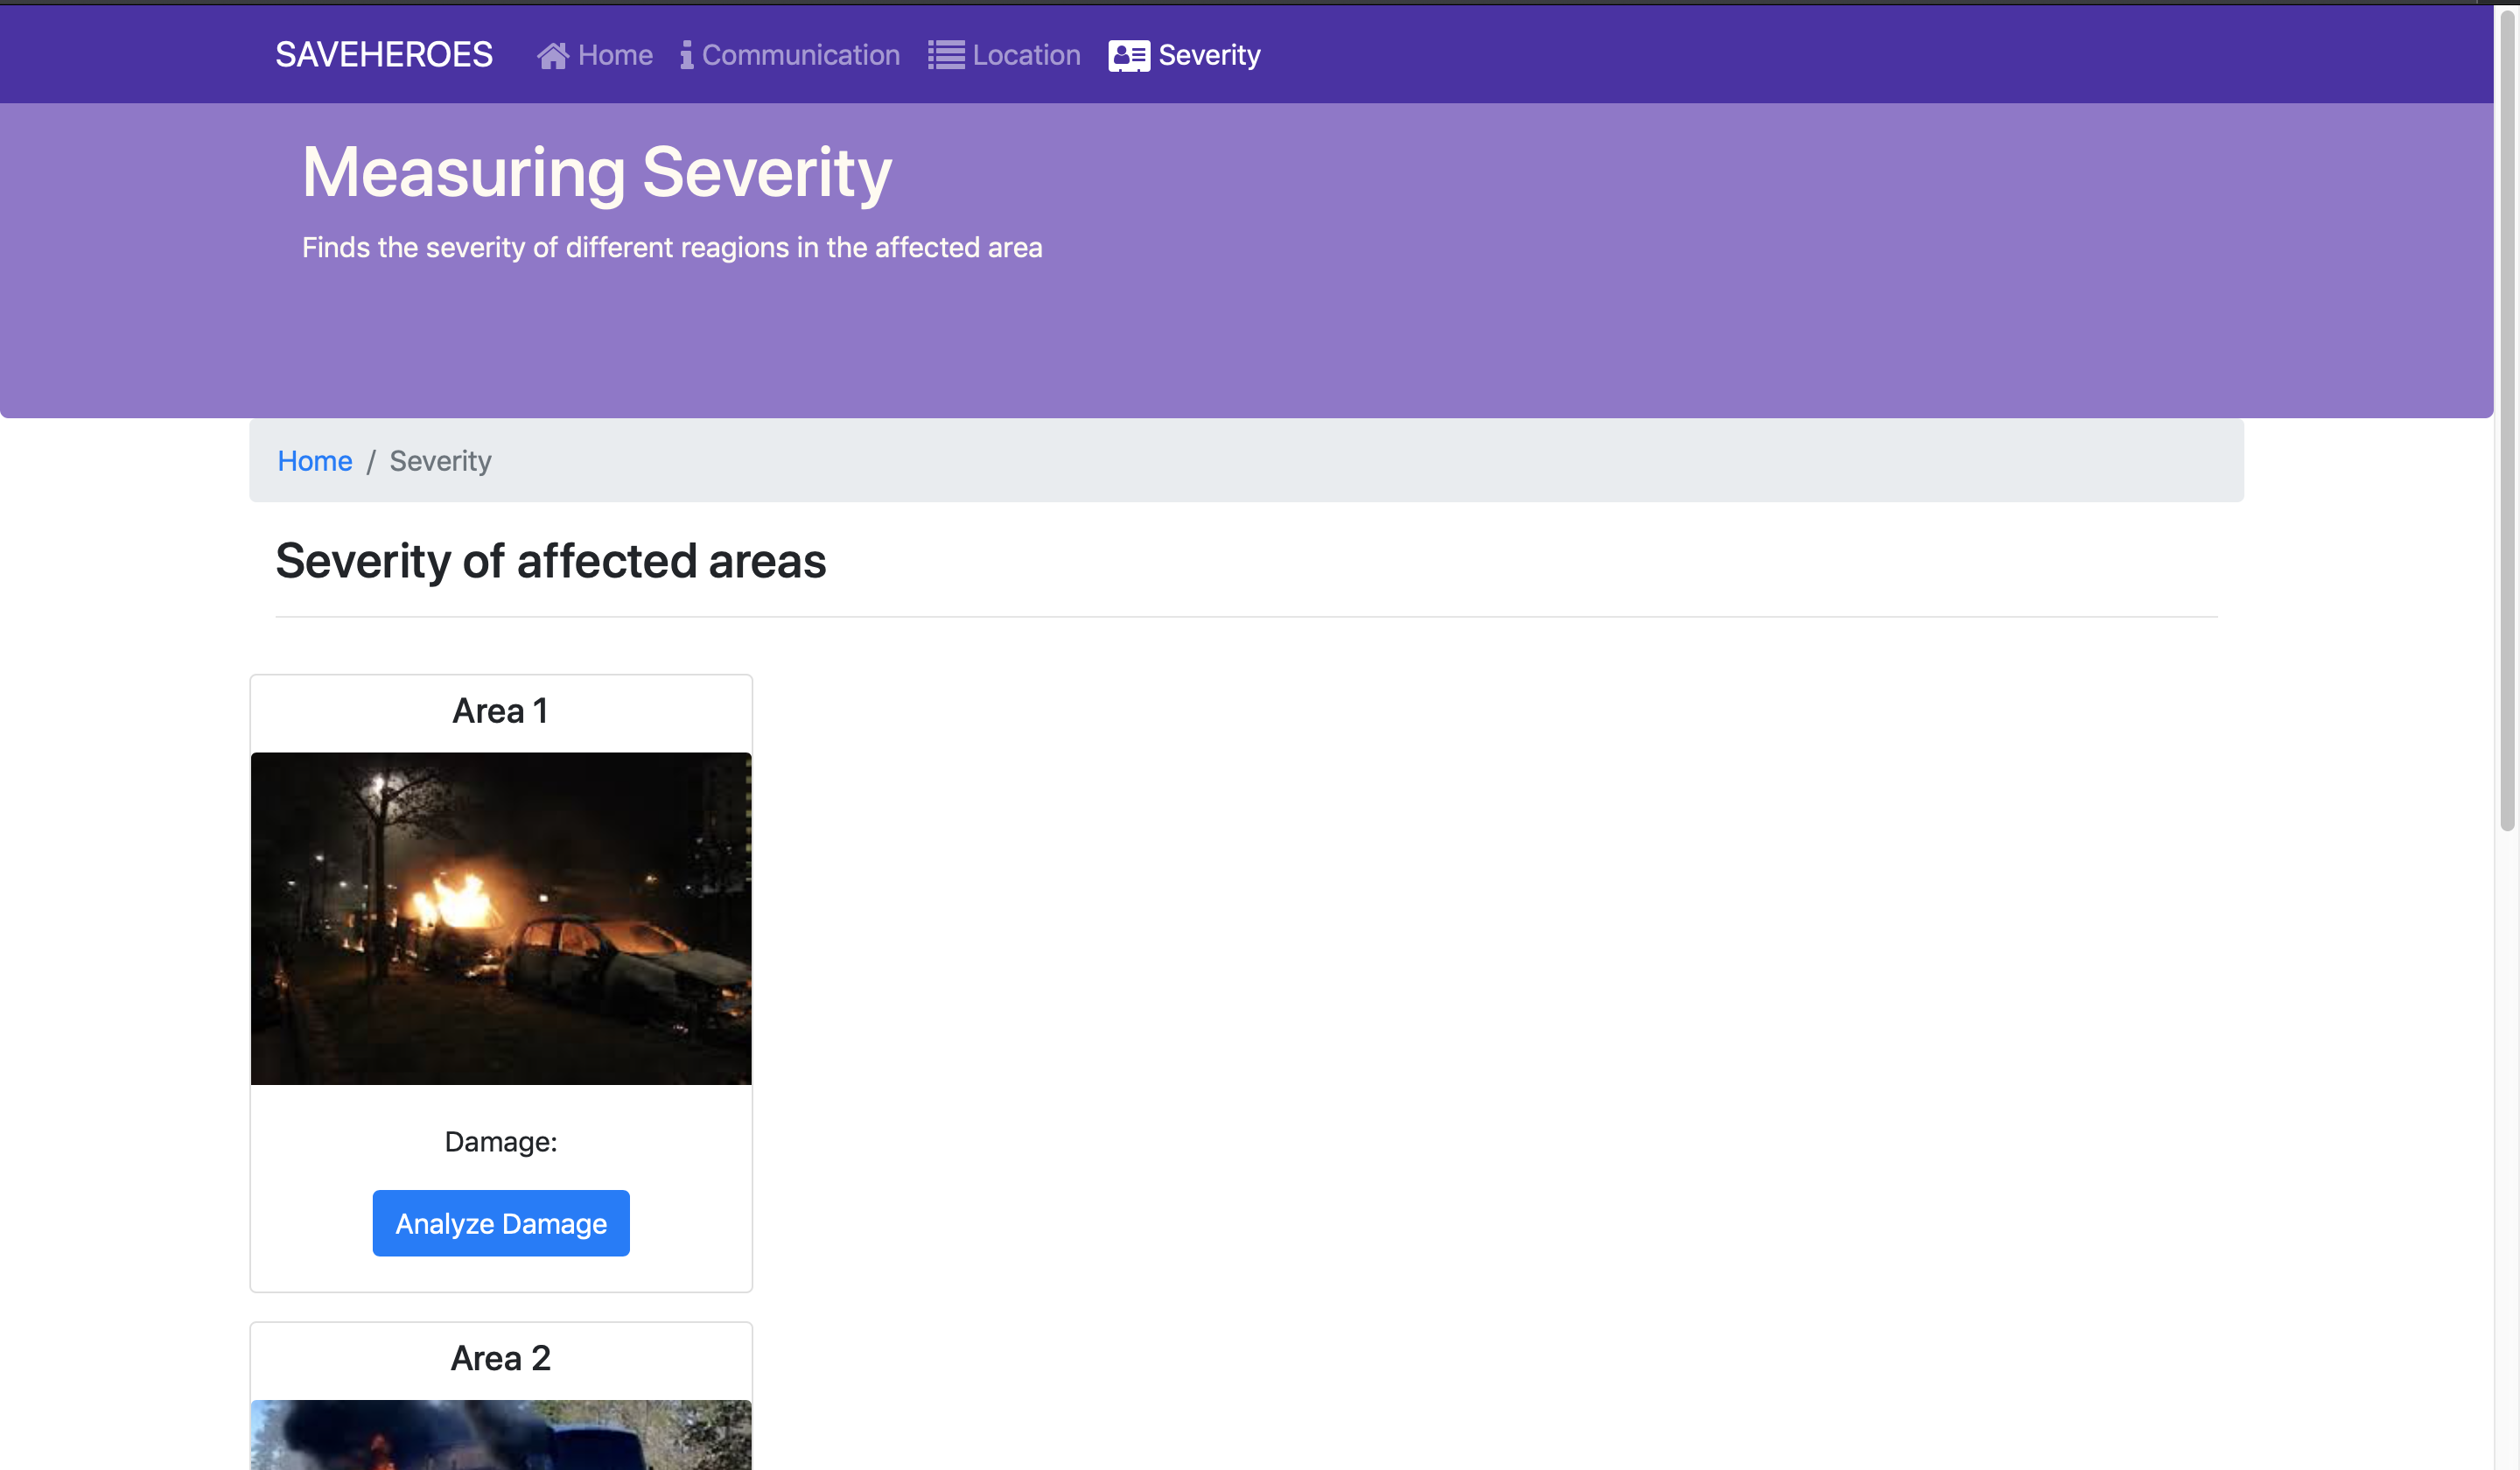 SAVEHEROES Home Communication Location Severity
Measuring Severity
Finds the severity of different reagions in the affected area
Home / Severity
Severity of affected areas
Area 1
Damage:
Analyze Damage
Area 2